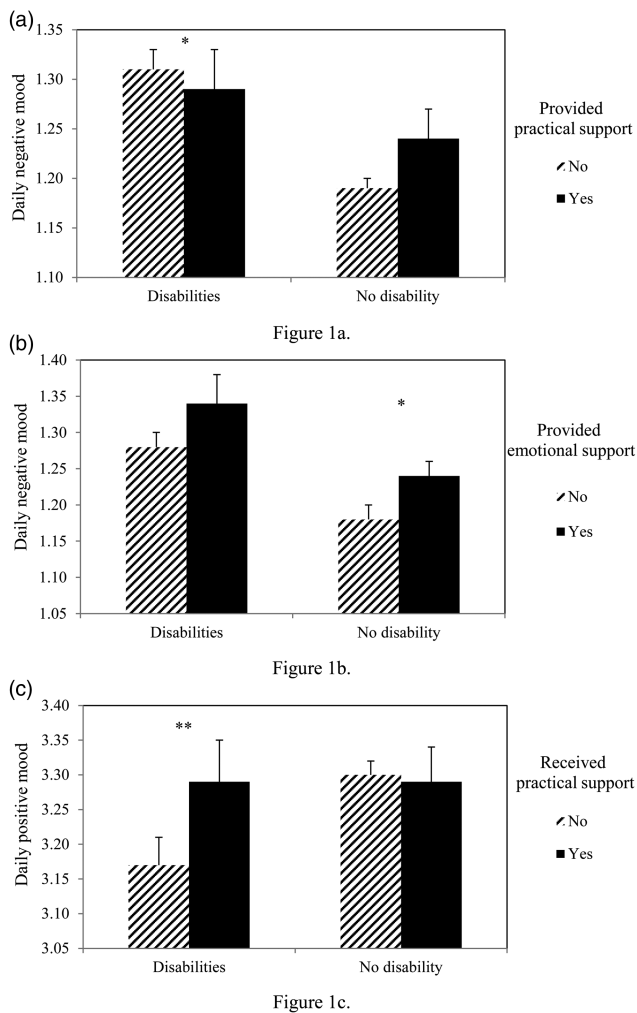 (a)
1.35
*
1.30
1.25
1.20
1.15
1.10
Daily negative mood
Disabilities
No disability
Provided
practical support
No
Yes
Figure 1a.
(b)
1.40
1.35
*
1.30
1.25
1.20
1.15
1.10
1.05
Daily negative mood
Disabilities
No disability
Provided
emotional support
No
Yes
Figure 1b.
(c)
3.40
**
3.35
3.30
3.25
3.20
3.15
3.10
3.05
Daily positive mood
Disabilities
No disability
Received
practical support
No
Yes
Figure 1c.